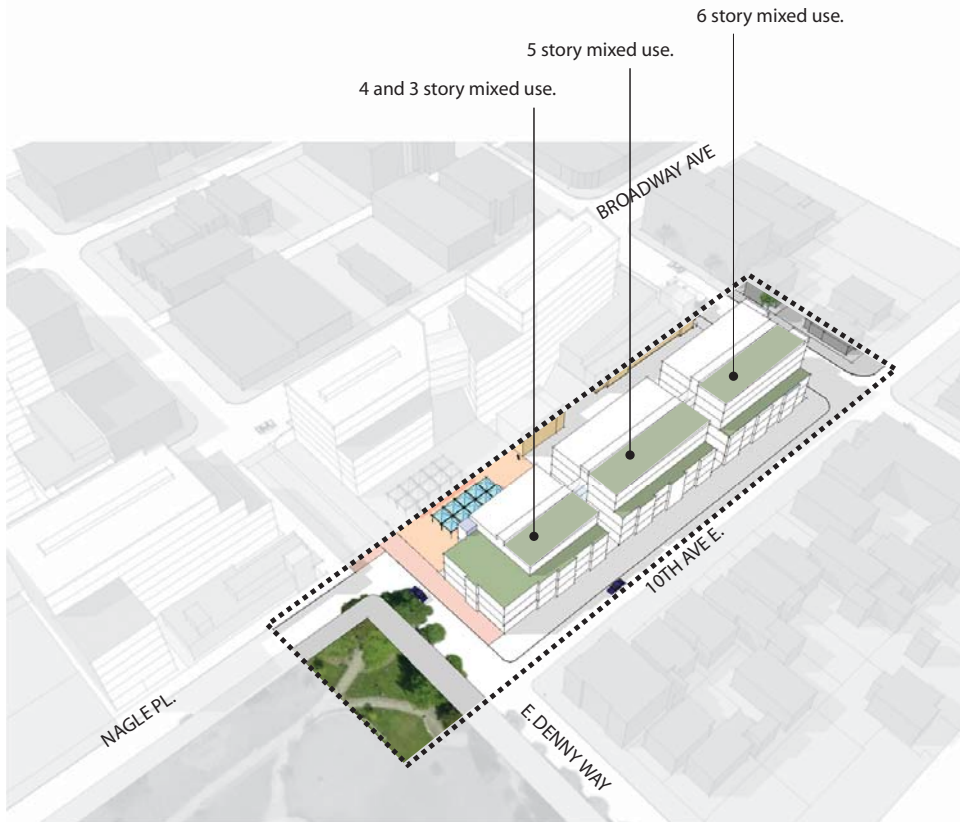 6 story mixed use.
5 story mixed use.
4 and 3 story mixed use.
BROADWAY AVE
10TH AVE E.
NAGLE PL.
E. DENNY WAY